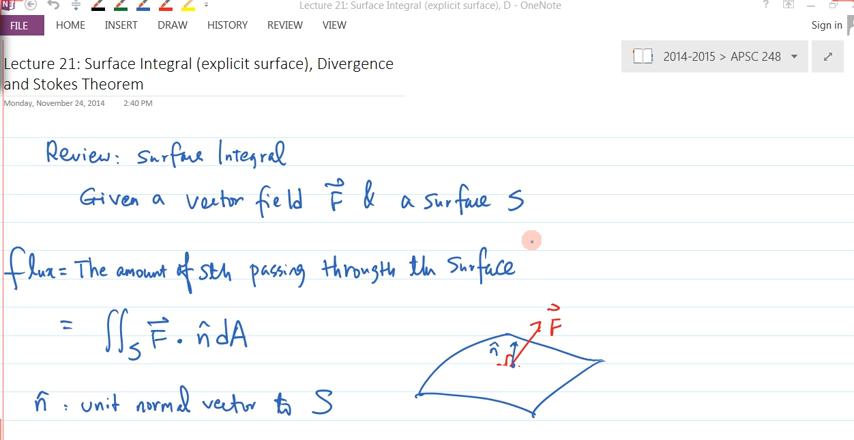 Lecture 21: Surface Integral (explicit surface), D - OneNote
FILE HOME INSERT DRAW HISTORY REVIEW VIEW
Sign in
2014-2015 > APSC 248
Lecture 21: Surface Integral (explicit surface), Divergence
and Stokes Theorem
Monday, November 24, 2014 2:40 PM
Review: Surface Integral
Given a vector field F⃗ & a surface S
flux = The amount of sth passing throught the surface
= ∬_S F⃗ · n̂ dA
F⃗
n̂
n̂ : unit normal vector to S